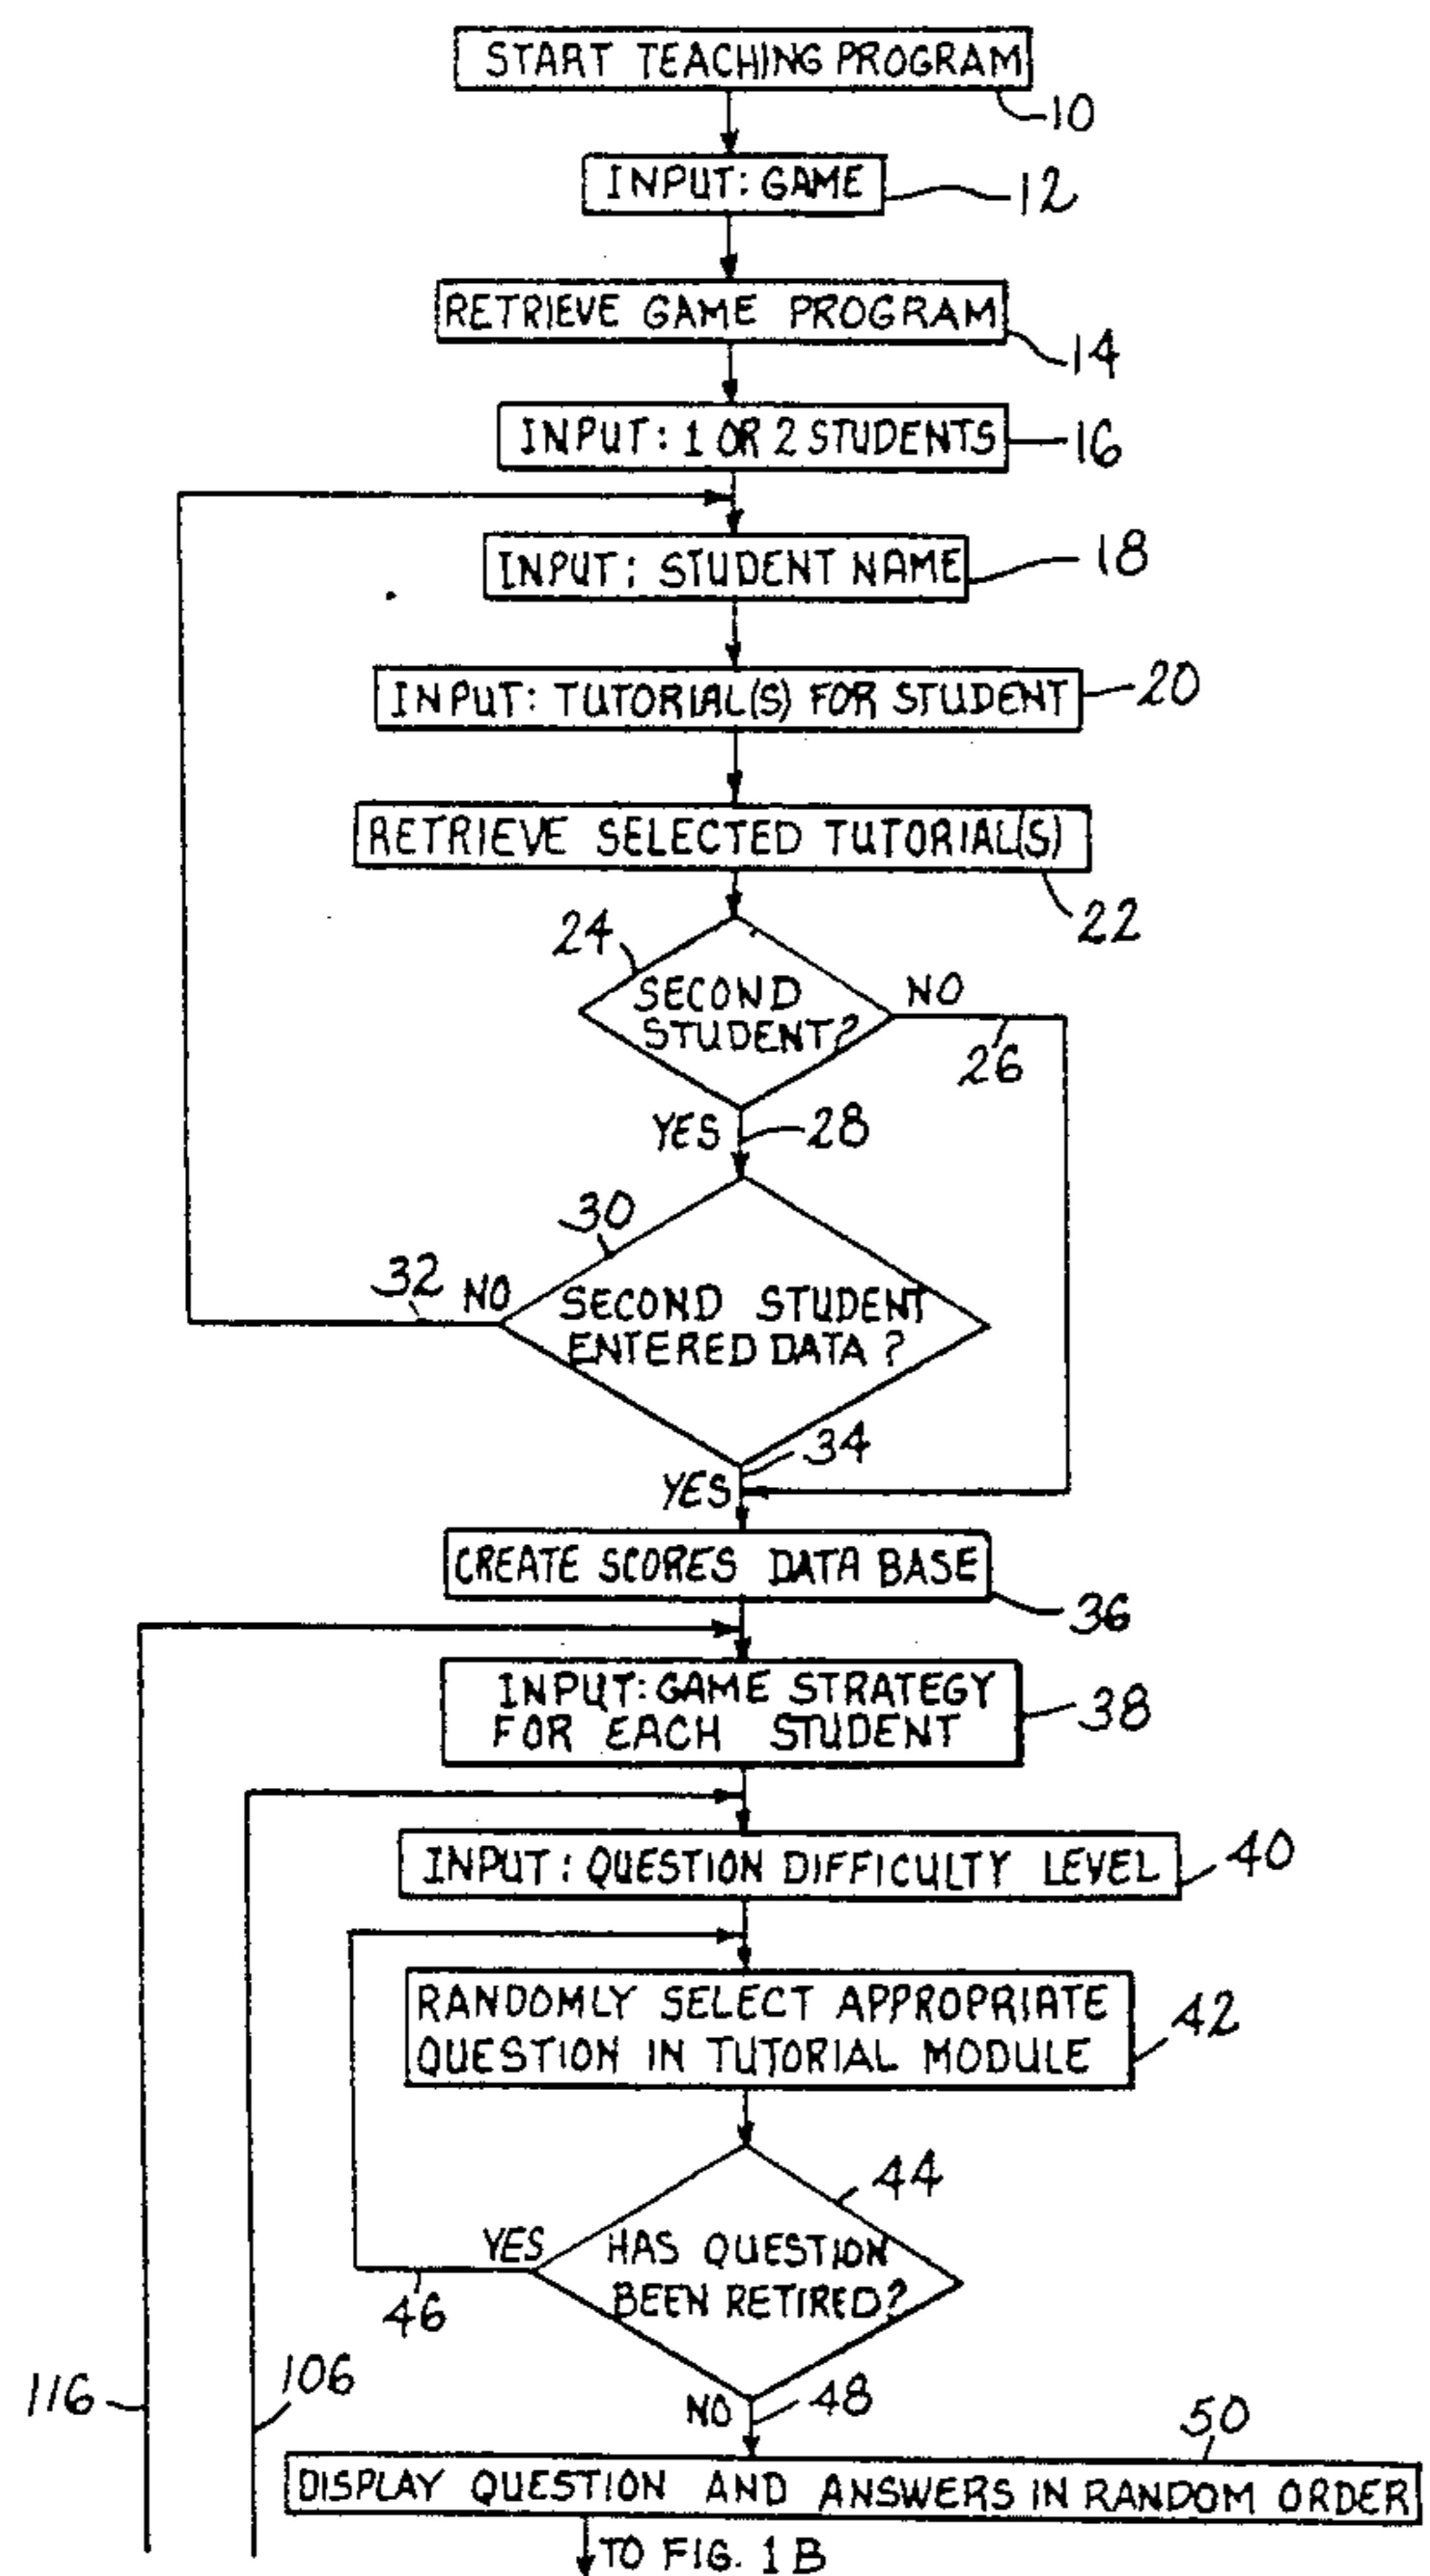 START TEACHING PROGRAM
10
INPUT: GAME
12
RETRIEVE GAME PROGRAM
14
INPUT: 1 OR 2 STUDENTS
16
INPUT: STUDENT NAME
18
INPUT: TUTORIAL(S) FOR STUDENT
20
RETRIEVE SELECTED TUTORIAL(S)
22
24
SECOND
STUDENT?
NO
26
YES
28
30
32
NO
SECOND STUDENT
ENTERED DATA?
34
YES
CREATE SCORES DATA BASE
36
INPUT: GAME STRATEGY
FOR EACH STUDENT
38
INPUT: QUESTION DIFFICULTY LEVEL
40
RANDOMLY SELECT APPROPRIATE
QUESTION IN TUTORIAL MODULE
42
44
YES
HAS QUESTION
BEEN RETIRED?
46
116
106
NO
48
50
DISPLAY QUESTION AND ANSWERS IN RANDOM ORDER
TO FIG. 1B